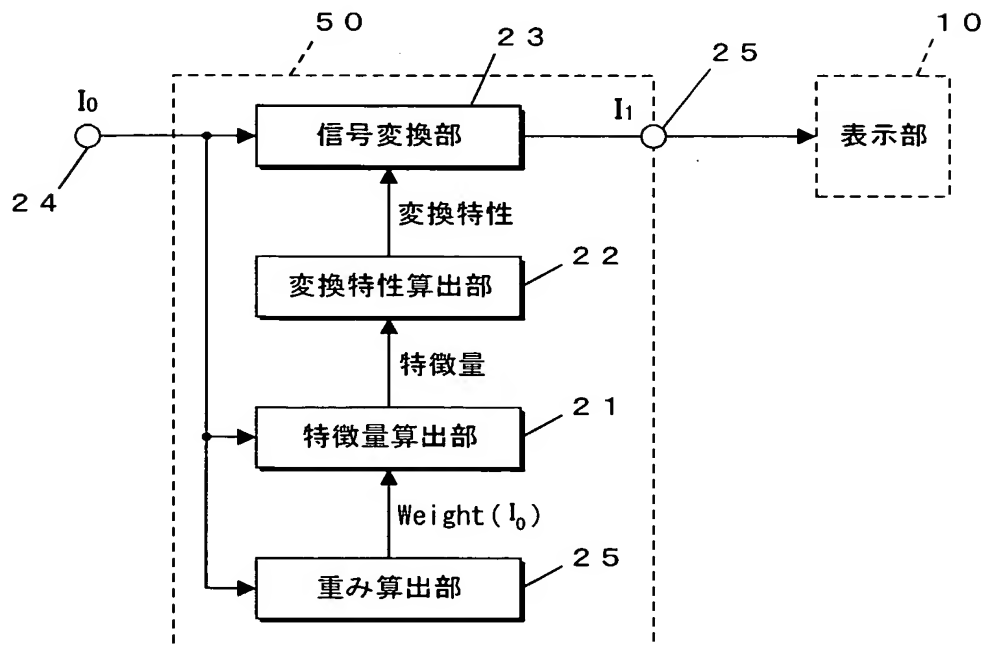 ５０
２３
１０
２５
I₀
I₁
信号変換部
表示部
２４
変換特性
２２
変換特性算出部
特徴量
２１
特徴量算出部
Weight(I₀)
２５
重み算出部